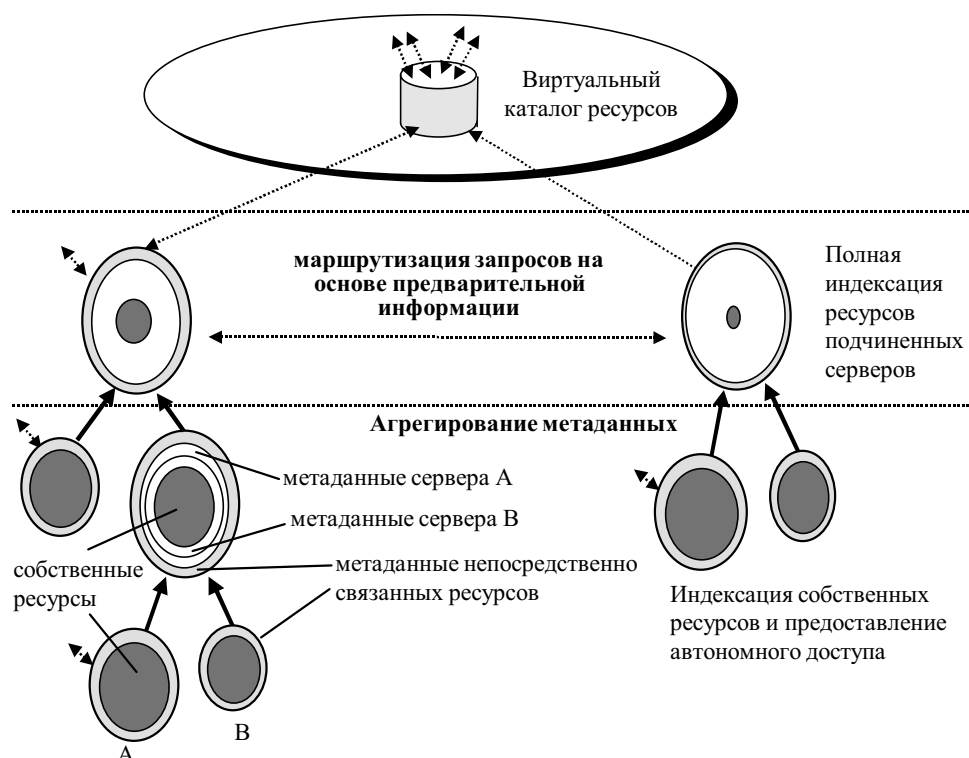 Виртуальный
каталог ресурсов
маршрутизация запросов на
основе предварительной
информации
Полная
индексация
ресурсов
подчиненных
серверов
Агрегирование метаданных
метаданные сервера А
метаданные сервера В
собственные
ресурсы
метаданные непосредственно
связанных ресурсов
Индексация собственных
ресурсов и предоставление
автономного доступа
А
В